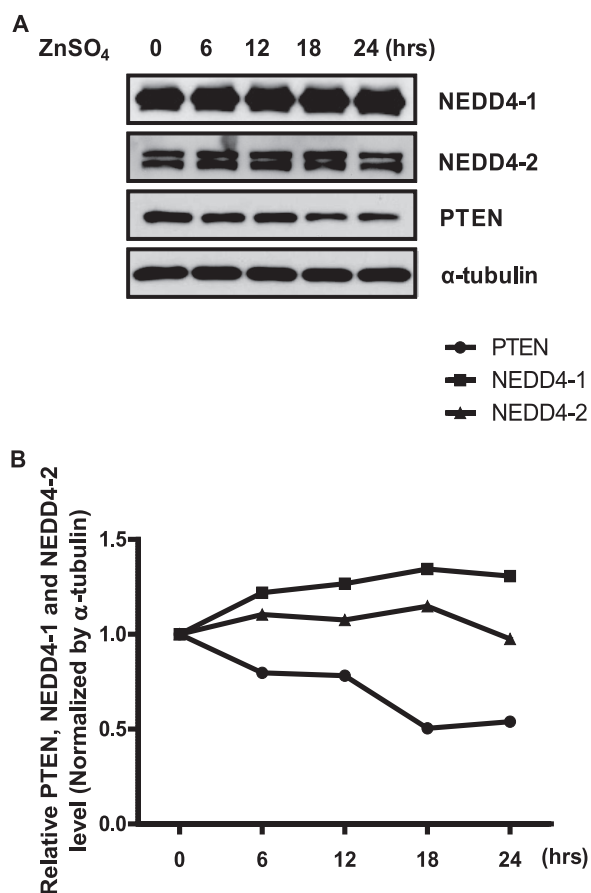 A
ZnSO4 0 6 12 18 24 (hrs)
NEDD4-1
NEDD4-2
PTEN
α-tubulin
PTEN
NEDD4-1
NEDD4-2
B
Relative PTEN, NEDD4-1 and NEDD4-2
level (Normalized by α-tubulin)
1.5
1.0
0.5
0.0
0 6 12 18 24 (hrs)